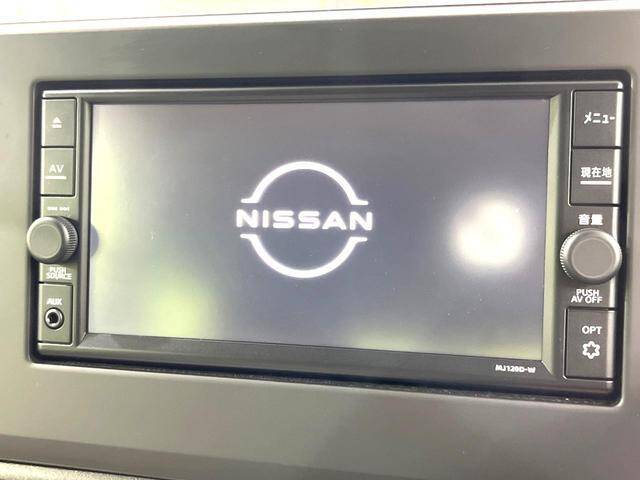 AV
PUSH
SOURCE
AUX
NISSAN
メニュー
現在地
音量
PUSH
AV OFF
OPT
MJ120D-W